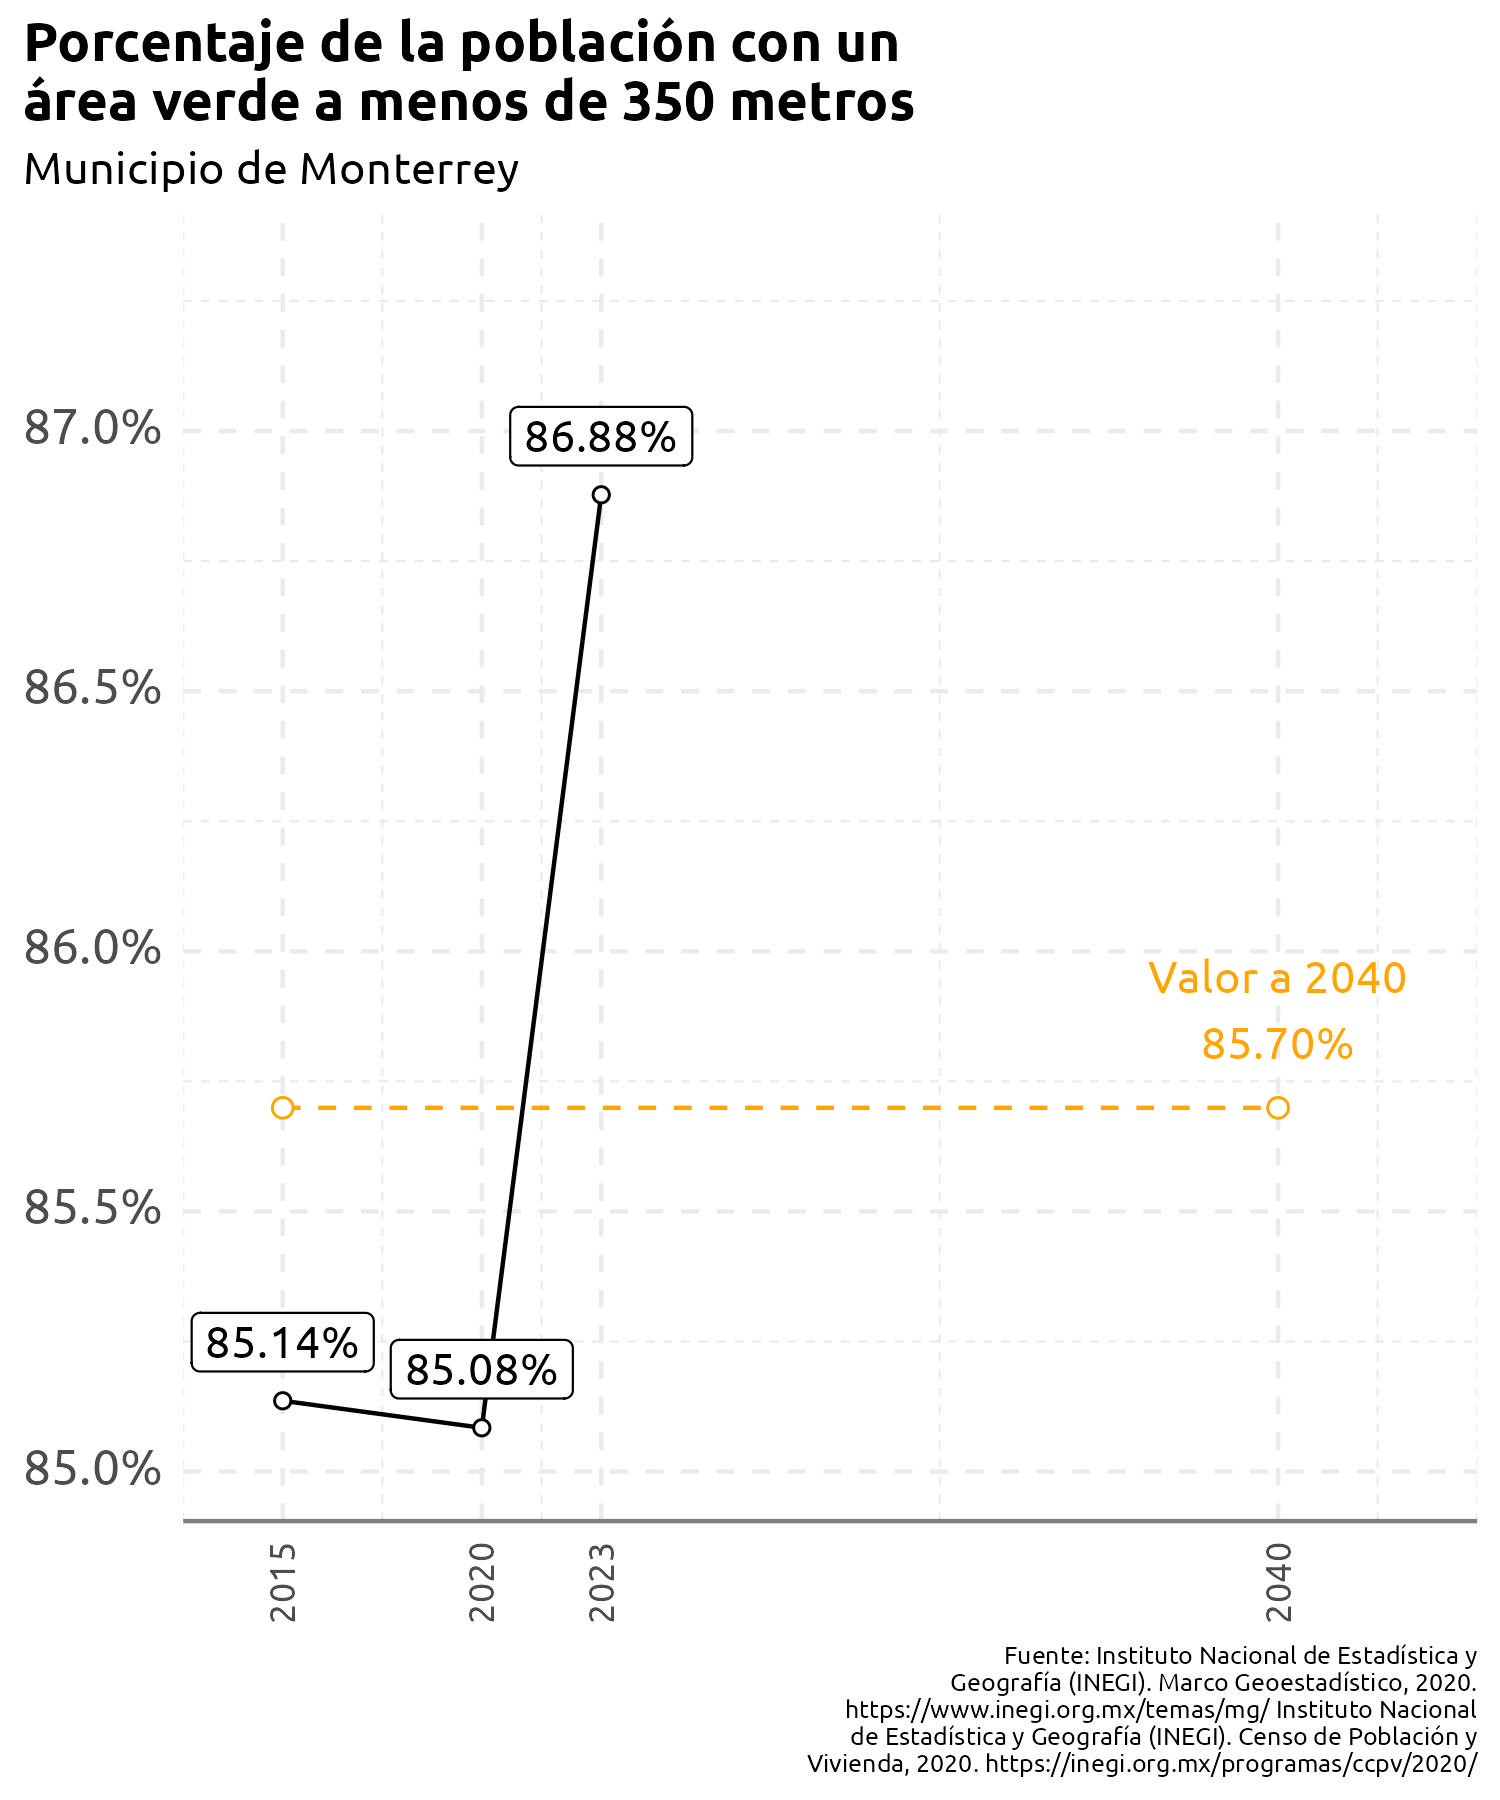 Porcentaje de la población con un
área verde a menos de 350 metros
Municipio de Monterrey
87.0%
86.88%
86.5%
86.0%
Valor a 2040
85.70%
85.5%
85.14%
85.08%
85.0%
2015
2020
2023
2040
Fuente: Instituto Nacional de Estadística y
Geografía (INEGI). Marco Geoestadístico, 2020.
https://www.inegi.org.mx/temas/mg/ Instituto Nacional
de Estadística y Geografía (INEGI). Censo de Población y
Vivienda, 2020. https://inegi.org.mx/programas/ccpv/2020/